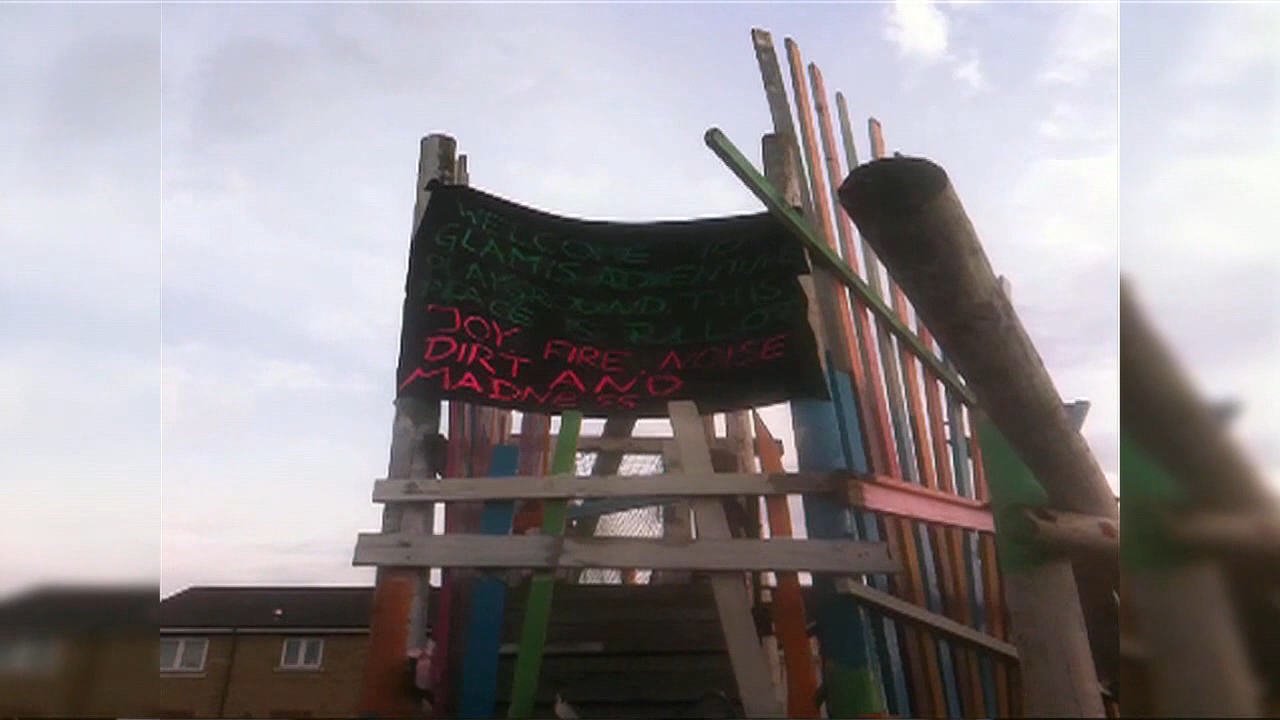 WELCOME TO
GLAMIS ADVENTURE
PLAYGROUND. THIS
PLACE IS FULL OF
JOY FIRE. NOISE
DIRT AND
MADNESS